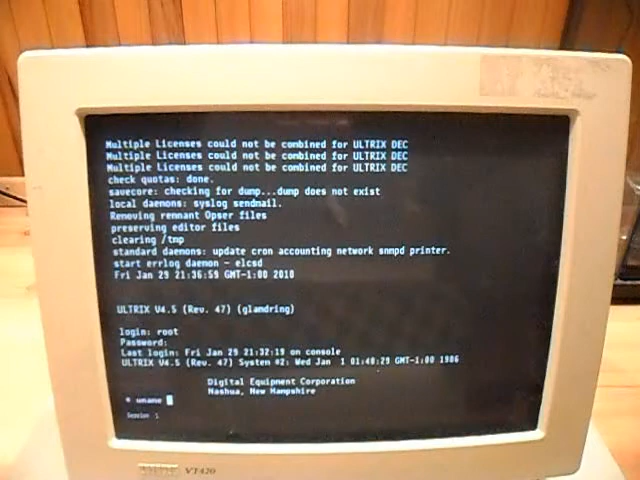 Multiple Licenses could not be combined for ULTRIX DEC
Multiple Licenses could not be combined for ULTRIX DEC
Multiple Licenses could not be combined for ULTRIX DEC
check quotas: done.
savecore: checking for dump...dump does not exist
local daemons: syslog sendmail.
Removing remnant Opser files
preserving editor files
clearing /tmp
standard daemons: update cron accounting network snmpd printer.
start errlog daemon - elcsd
Fri Jan 29 21:36:59 GMT-1:00 2010
ULTRIX V4.5 (Rev. 47) (glamdring)
login: root
Password:
Last login: Fri Jan 29 21:32:19 on console
ULTRIX V4.5 (Rev. 47) System #2: Wed Jan 1 01:40:29 GMT-1:00 1986
Digital Equipment Corporation
Nashua, New Hampshire
# uname
Session 1
VT420